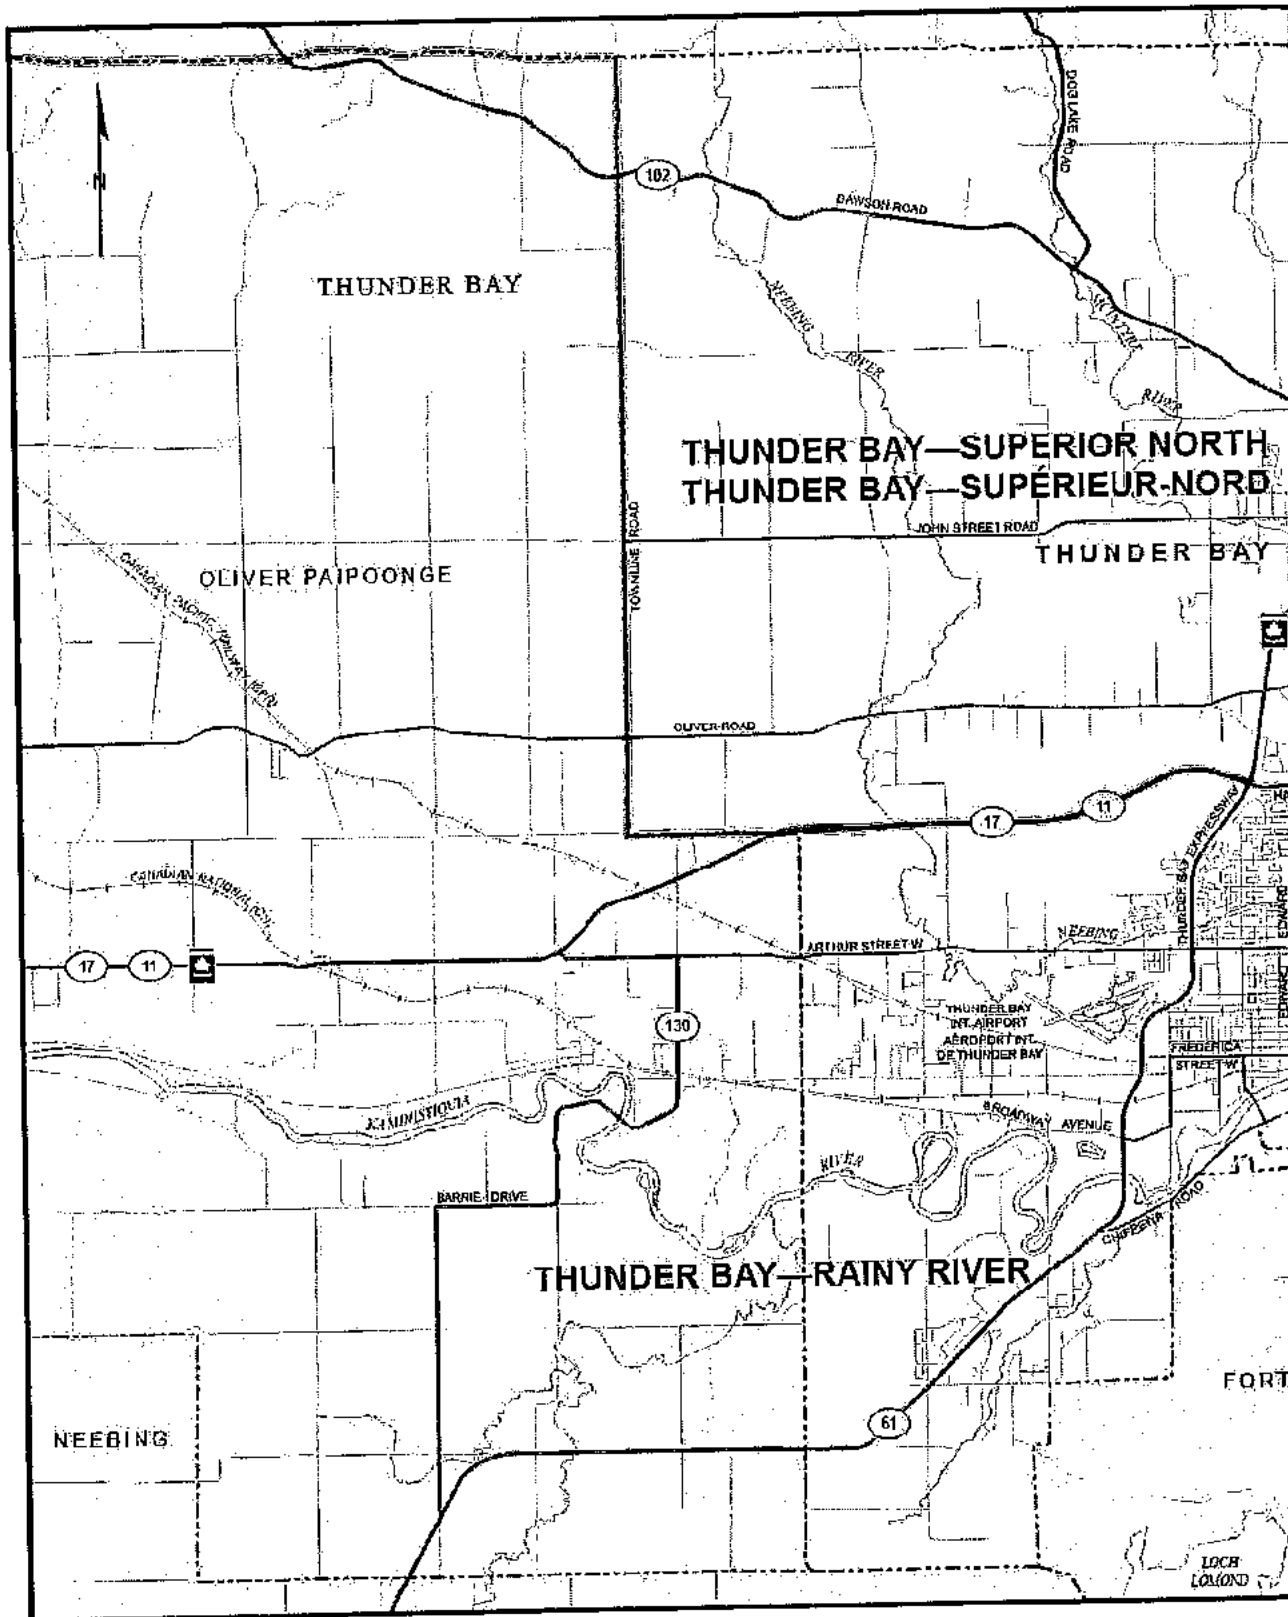 DOG LAKE ROAD
N
102
DAWSON ROAD
THUNDER BAY
NEEBING
RIVER
MCINTYRE
RIVER
THUNDER BAY—SUPERIOR NORTH
THUNDER BAY—SUPÉRIEUR-NORD
JOHN STREET ROAD
THUNDER BAY
TOWNLINE ROAD
OLIVER PAIPOONGE
CANADIAN PACIFIC RAILWAY (CPR)
OLIVER ROAD
17
11
HA
THUNDER BAY EXPRESSWAY
CANADIAN NATIONAL (CN)
EDWARD
NEEBING
ARTHUR STREET W
17
11
EDWARD
130
THUNDER BAY
INT. AIRPORT
AÉROPORT INT.
DE THUNDER BAY
FREDERICA
STREET W
KAMINISTIQUIA
BROADWAY AVENUE
RIVER
BARRIE DRIVE
CHIPPEWA ROAD
THUNDER BAY—RAINY RIVER
FORT
61
NEEBING
LOCH
LOMOND